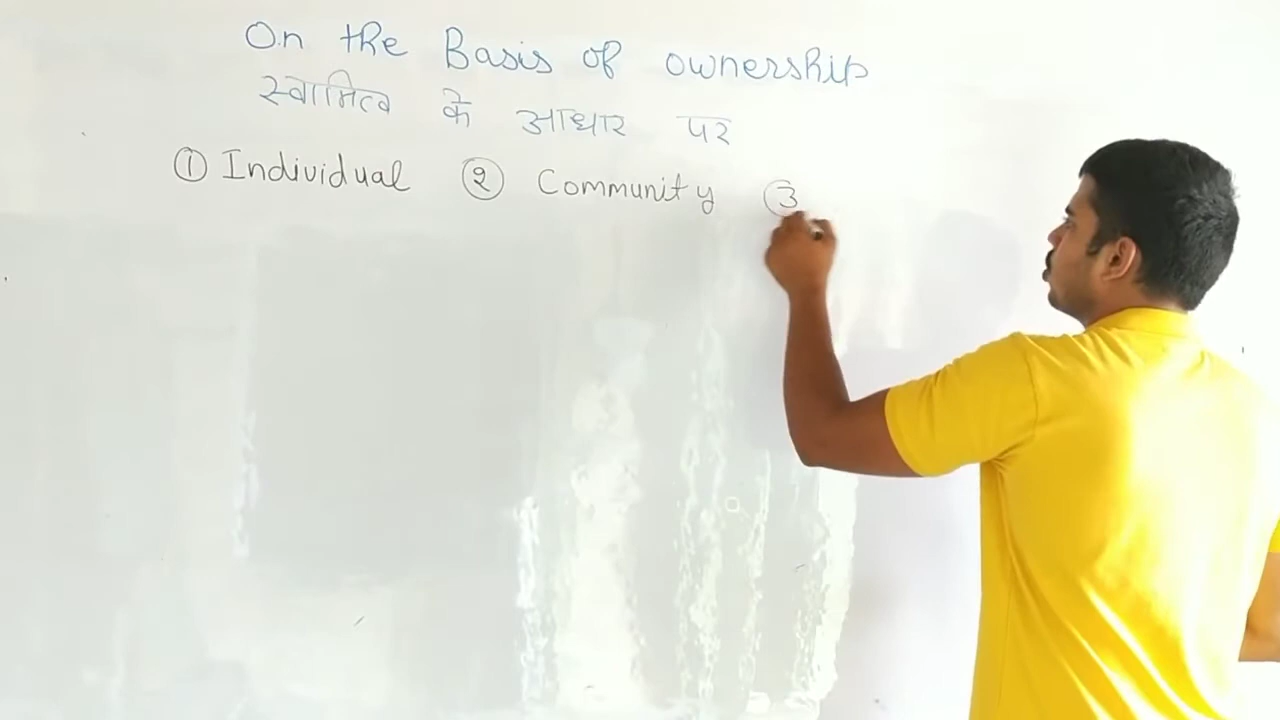 On the Basis of ownership
स्वामित्व के आधार पर
① Individual ② Community ③